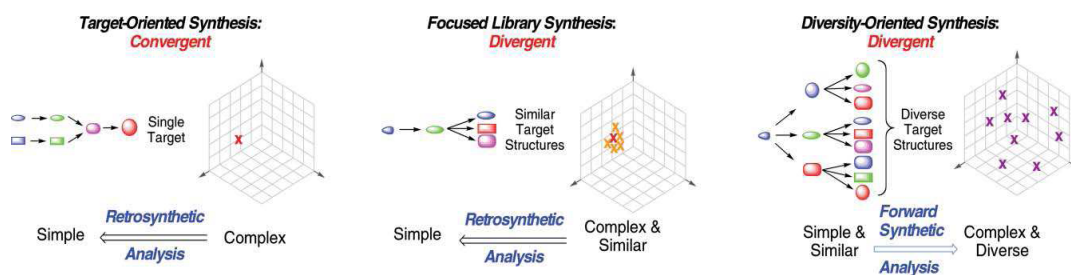 Target-Oriented Synthesis:
Convergent
Single
Target
X
Retrosynthetic
Simple
Complex
Analysis
Focused Library Synthesis:
Divergent
Similar
Target
Structures
X
X X
X X X
X X
Retrosynthetic
Simple
Complex &
Similar
Analysis
Diversity-Oriented Synthesis:
Divergent
Diverse
Target
Structures
X
X
X X X
X
X
X
X X
Forward
Synthetic
Simple &
Similar
Complex &
Diverse
Analysis